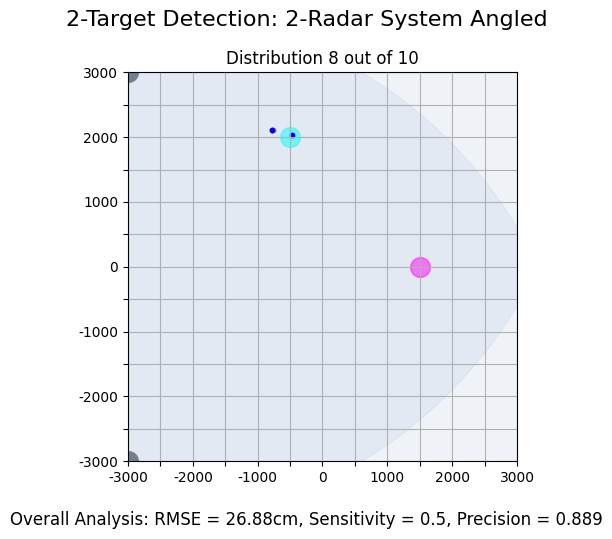 2-Target Detection: 2-Radar System Angled
Distribution 8 out of 10
3000
2000
1000
0
-1000
-2000
-3000
-3000 -2000 -1000 0 1000 2000 3000
Overall Analysis: RMSE = 26.88cm, Sensitivity = 0.5, Precision = 0.889